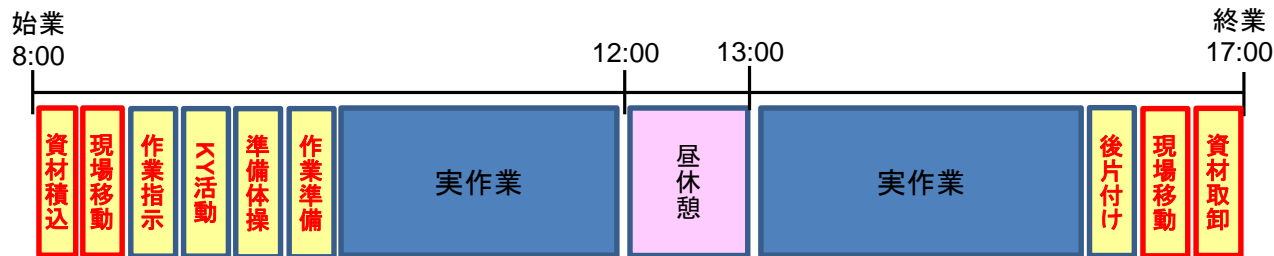 始業
8:00
12:00
13:00
終業
17:00
資材積込
現場移動
作業指示
KY活動
準備体操
作業準備
実作業
昼休憩
実作業
後片付け
現場移動
資材取卸